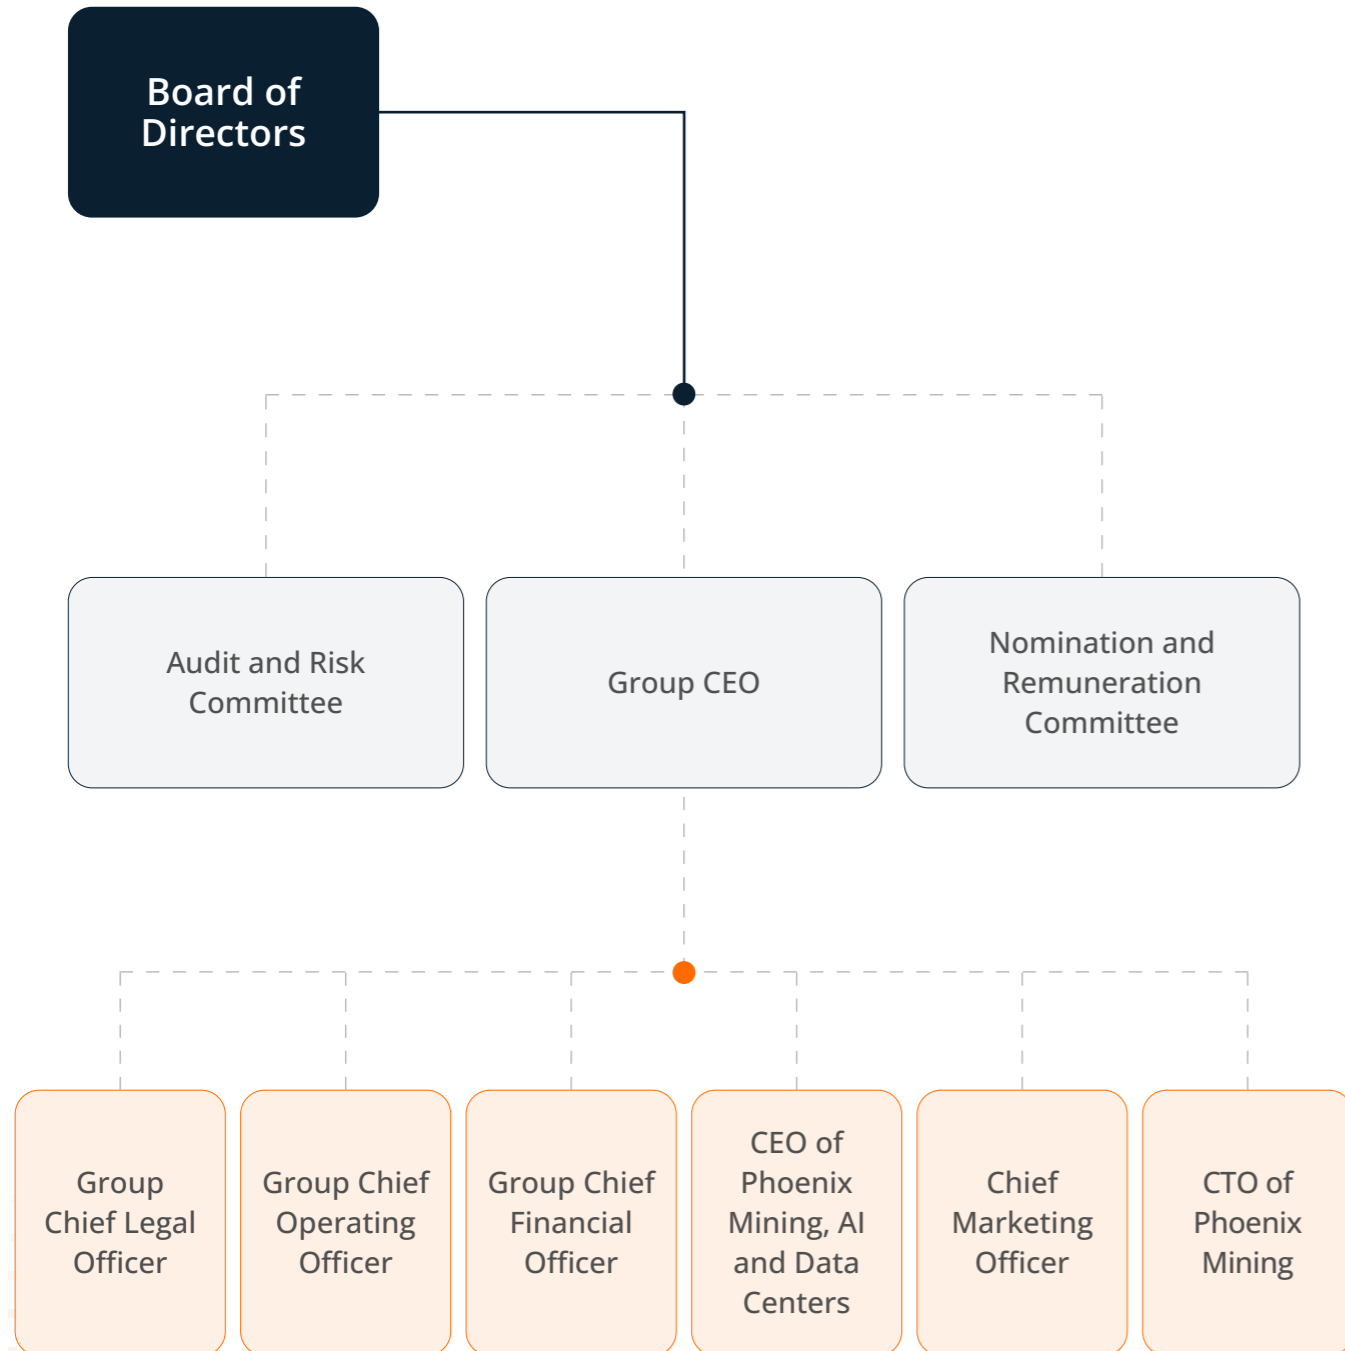 Board of
Directors
Audit and Risk
Committee
Group CEO
Nomination and
Remuneration
Committee
Group
Chief Legal
Officer
Group Chief
Operating
Officer
Group Chief
Financial
Officer
CEO of
Phoenix
Mining, AI
and Data
Centers
Chief
Marketing
Officer
CTO of
Phoenix
Mining